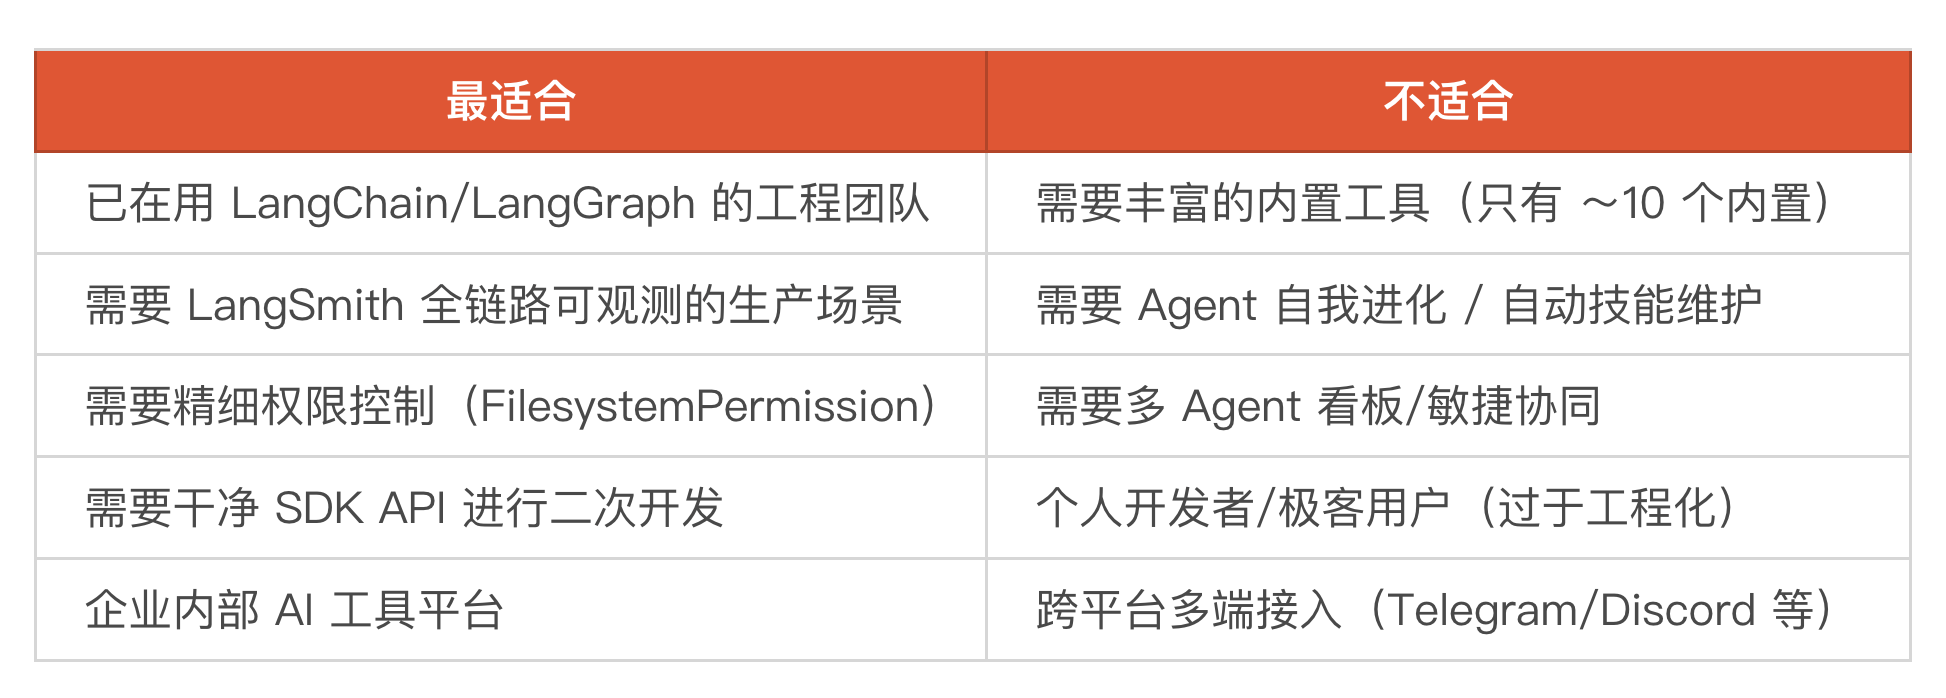 最适合
不适合
已在用 LangChain/LangGraph 的工程团队
需要丰富的内置工具（只有 ～10 个内置）
需要 LangSmith 全链路可观测的生产场景
需要 Agent 自我进化 / 自动技能维护
需要精细权限控制（FilesystemPermission）
需要多 Agent 看板/敏捷协同
需要干净 SDK API 进行二次开发
个人开发者/极客用户（过于工程化）
企业内部 AI 工具平台
跨平台多端接入（Telegram/Discord 等）